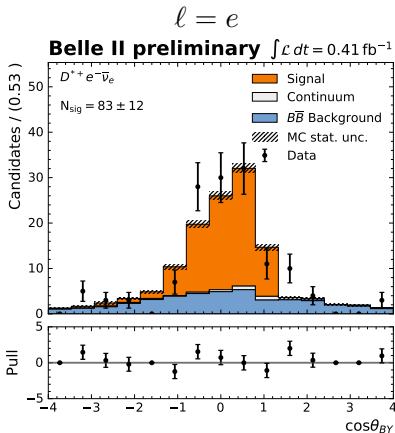 ℓ = e
Belle II preliminary ∫ℒ dt = 0.41 fb⁻¹
D*⁺e⁻ν̅ₑ
N_sig = 83 ± 12
Signal
Continuum
BB̅ Background
MC stat. unc.
Data
Candidates / (0.53 )
50
40
30
20
10
0
Pull
5
0
−5
−4 −3 −2 −1 0 1 2 3 4
cosθ_BY